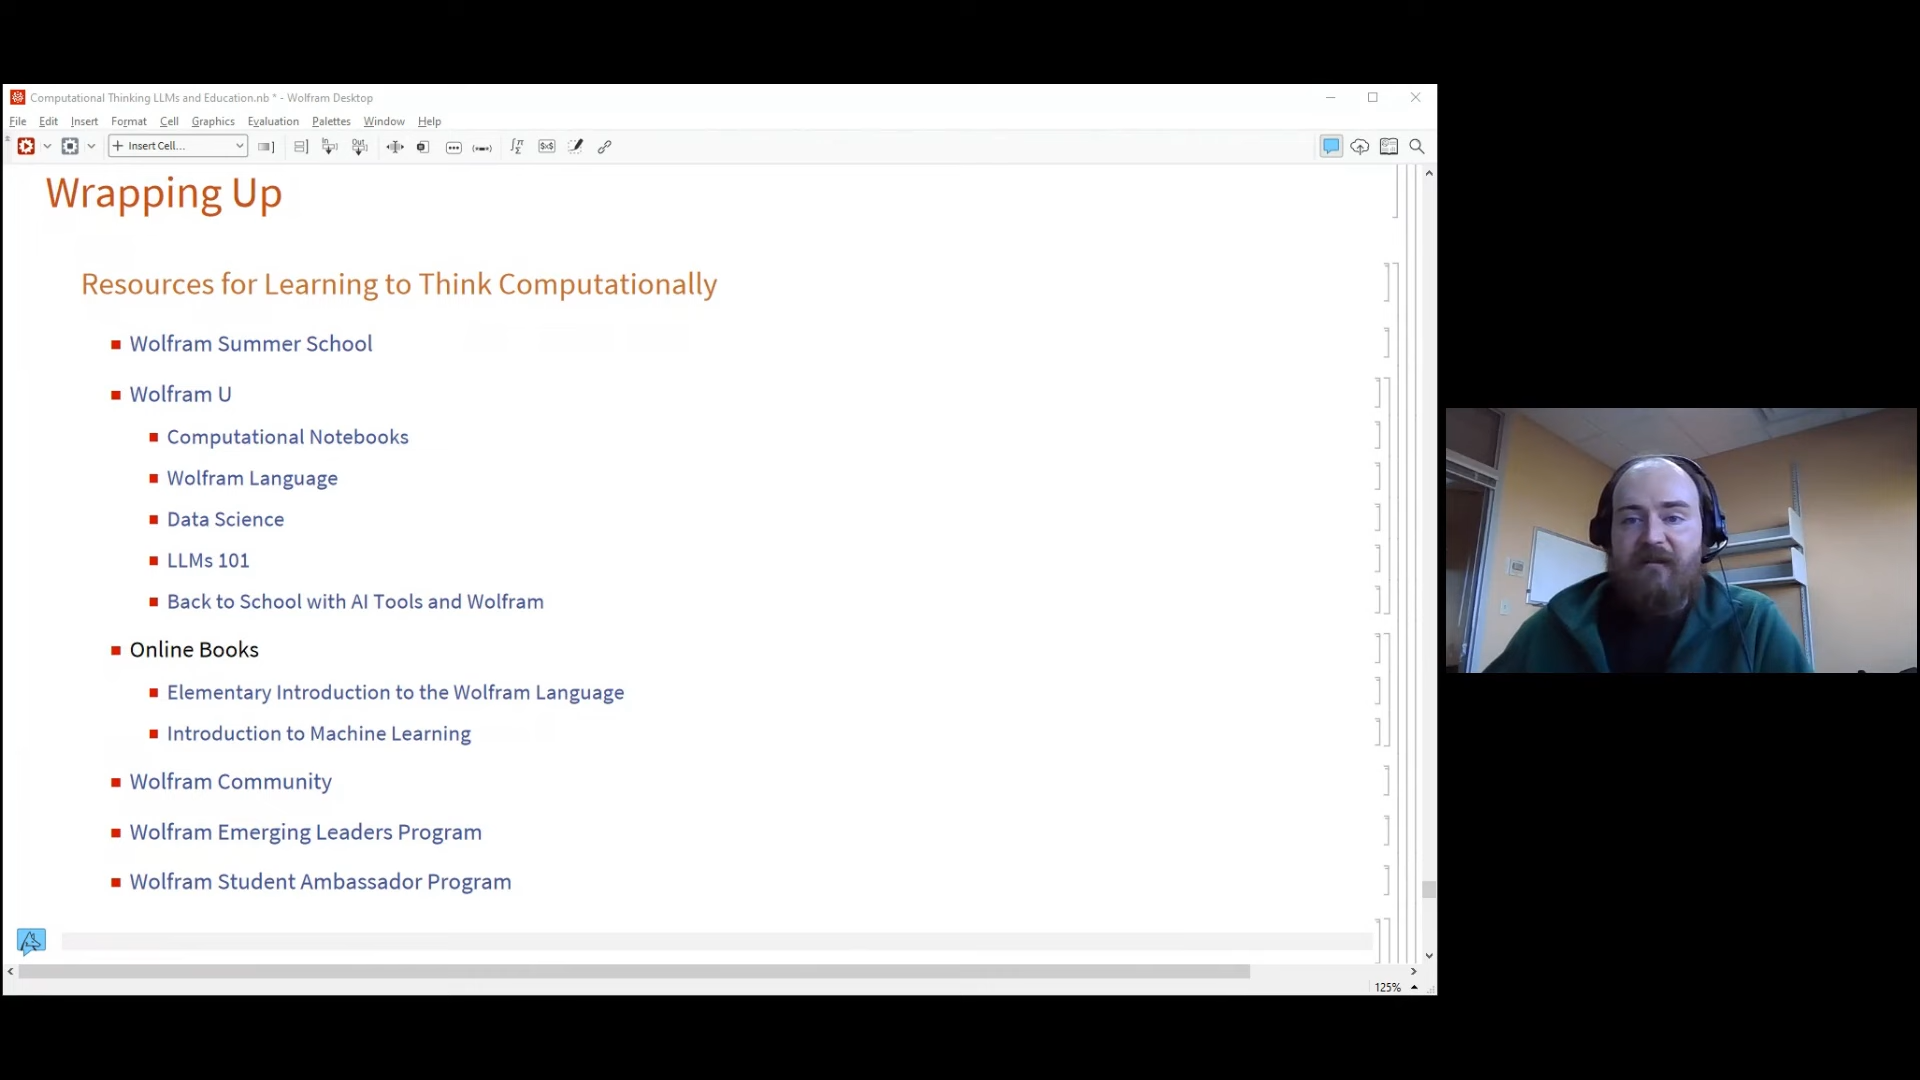 Computational Thinking LLMs and Education.nb * - Wolfram Desktop
File Edit Insert Format Cell Graphics Evaluation Palettes Window Help
+ Insert Cell...
In
Out
Wrapping Up
Resources for Learning to Think Computationally
Wolfram Summer School
Wolfram U
Computational Notebooks
Wolfram Language
Data Science
LLMs 101
Back to School with AI Tools and Wolfram
Online Books
Elementary Introduction to the Wolfram Language
Introduction to Machine Learning
Wolfram Community
Wolfram Emerging Leaders Program
Wolfram Student Ambassador Program
125%